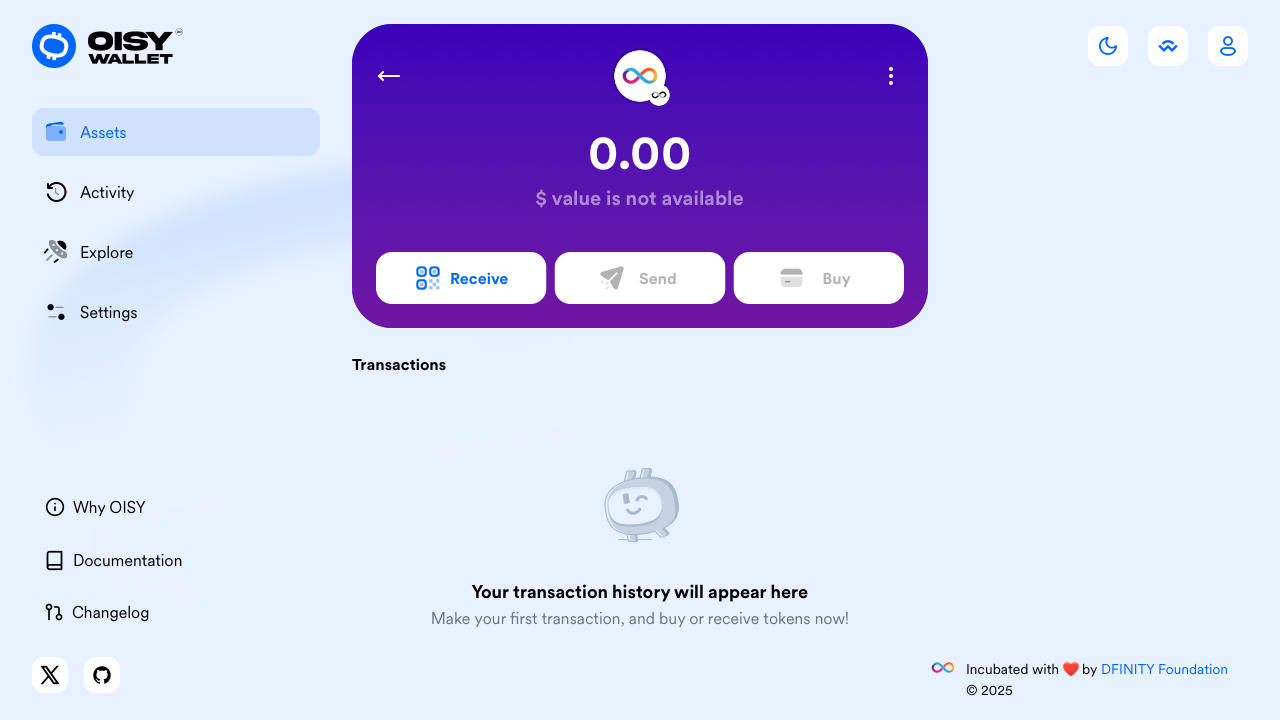 OISY
WALLET
Assets
Activity
Explore
Settings
Why OISY
Documentation
Changelog
0.00
$ value is not available
Receive
Send
Buy
Transactions
Your transaction history will appear here
Make your first transaction, and buy or receive tokens now!
Incubated with ❤️ by DFINITY Foundation
© 2025